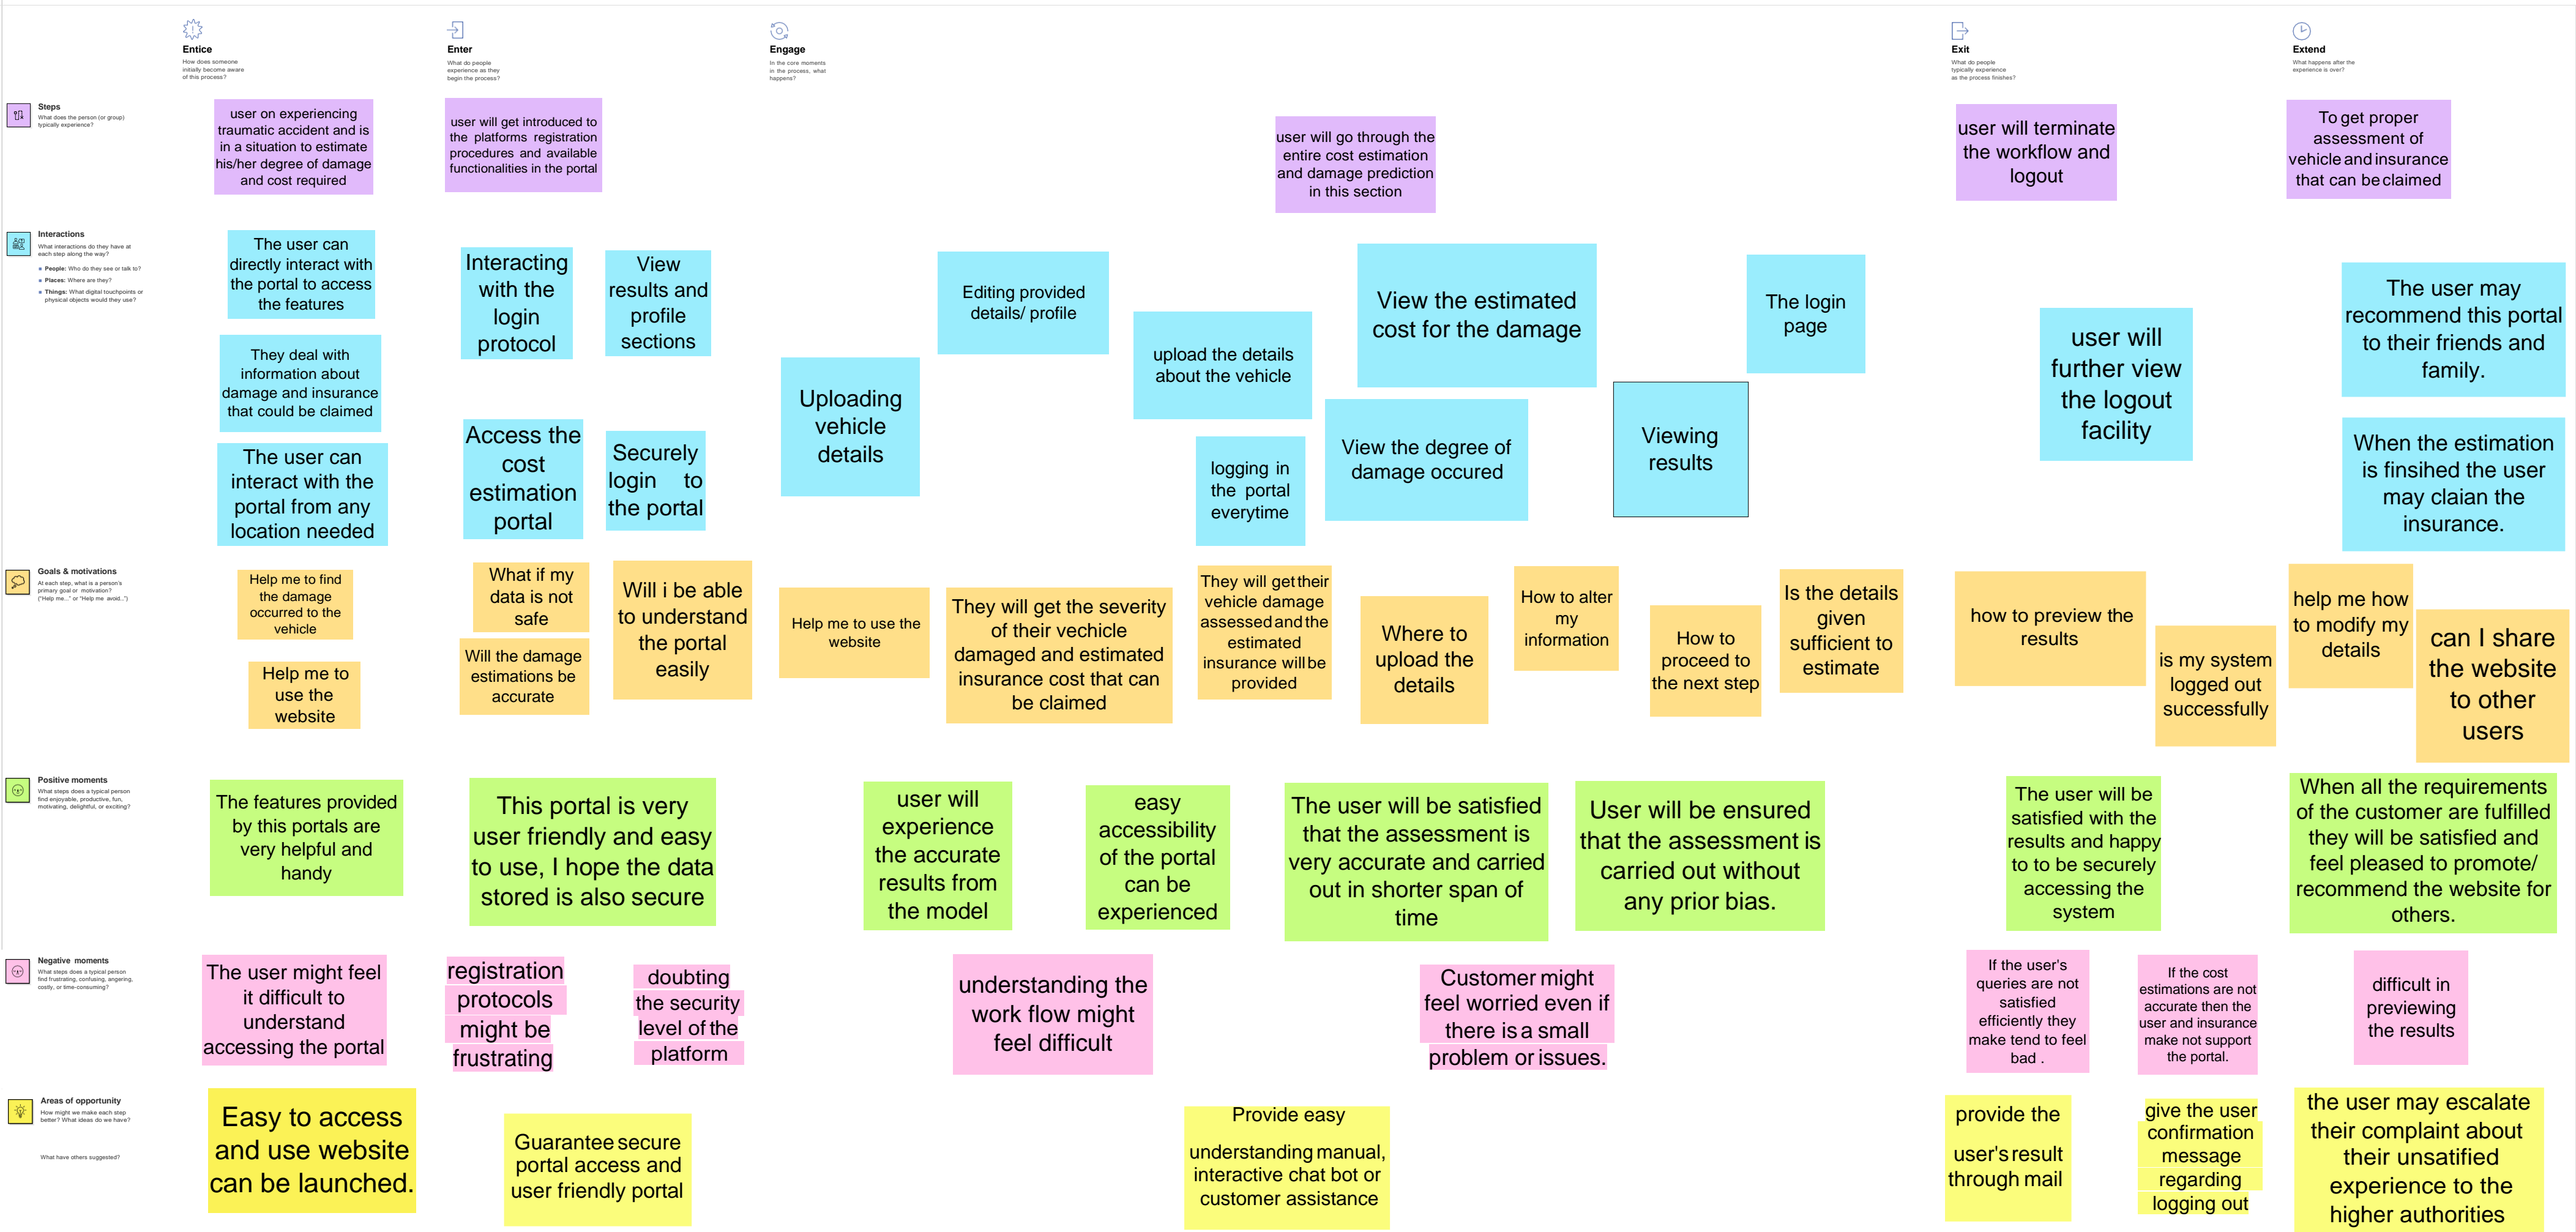 Entice
How does someone
initially become aware
of this process?
Enter
What do people
experience as they
begin the process?
Engage
In the core moments
in the process, what
happens?
Exit
What do people
typically experience
as the process finishes?
Extend
What happens after the
experience is over?
Steps
What does the person (or group)
typically experience?
user on experiencing
traumatic accident and is
in a situation to estimate
his/her degree of damage
and cost required
user will get introduced to
the platforms registration
procedures and available
functionalities in the portal
user will go through the
entire cost estimation
and damage prediction
in this section
user will terminate
the workflow and
logout
To get proper
assessment of
vehicle and insurance
that can be claimed
Interactions
What interactions do they have at
each step along the way?
People: Who do they see or talk to?
Places: Where are they?
Things: What digital touchpoints or
physical objects would they use?
The user can
directly interact with
the portal to access
the features
They deal with
information about
damage and insurance
that could be claimed
The user can
interact with the
portal from any
location needed
Interacting
with the
login
protocol
View
results and
profile
sections
Access the
cost
estimation
portal
Securely
login to
the portal
Uploading
vehicle
details
Editing provided
details/ profile
upload the details
about the vehicle
logging in
the portal
everytime
View the estimated
cost for the damage
View the degree of
damage occured
Viewing
results
The login
page
user will
further view
the logout
facility
The user may
recommend this portal
to their friends and
family.
When the estimation
is finsihed the user
may claian the
insurance.
Goals & motivations
At each step, what is a person's
primary goal or motivation?
("Help me..." or "Help me avoid...")
Help me to find
the damage
occurred to the
vehicle
Help me to
use the
website
What if my
data is not
safe
Will the damage
estimations be
accurate
Will i be able
to understand
the portal
easily
Help me to use the
website
They will get the severity
of their vechicle
damaged and estimated
insurance cost that can
be claimed
They will get their
vehicle damage
assessed and the
estimated
insurance will be
provided
Where to
upload the
details
How to alter
my
information
How to
proceed to
the next step
Is the details
given
sufficient to
estimate
how to preview the
results
is my system
logged out
successfully
help me how
to modify my
details
can I share
the website
to other
users
Positive moments
What steps does a typical person
find enjoyable, productive, fun,
motivating, delightful, or exciting?
The features provided
by this portals are
very helpful and
handy
This portal is very
user friendly and easy
to use, I hope the data
stored is also secure
user will
experience
the accurate
results from
the model
easy
accessibility
of the portal
can be
experienced
The user will be satisfied
that the assessment is
very accurate and carried
out in shorter span of
time
User will be ensured
that the assessment is
carried out without
any prior bias.
The user will be
satisfied with the
results and happy
to to be securely
accessing the
system
When all the requirements
of the customer are fulfilled
they will be satisfied and
feel pleased to promote/
recommend the website for
others.
Negative moments
What steps does a typical person
find frustrating, confusing, angering,
costly, or time-consuming?
The user might feel
it difficult to
understand
accessing the portal
registration
protocols
might be
frustrating
doubting
the security
level of the
platform
understanding the
work flow might
feel difficult
Customer might
feel worried even if
there is a small
problem or issues.
If the user's
queries are not
satisfied
efficiently they
make tend to feel
bad .
If the cost
estimations are not
accurate then the
user and insurance
make not support
the portal.
difficult in
previewing
the results
Areas of opportunity
How might we make each step
better? What ideas do we have?
What have others suggested?
Easy to access
and use website
can be launched.
Guarantee secure
portal access and
user friendly portal
Provide easy
understanding manual,
interactive chat bot or
customer assistance
provide the
user's result
through mail
give the user
confirmation
message
regarding
logging out
the user may escalate
their complaint about
their unsatified
experience to the
higher authorities